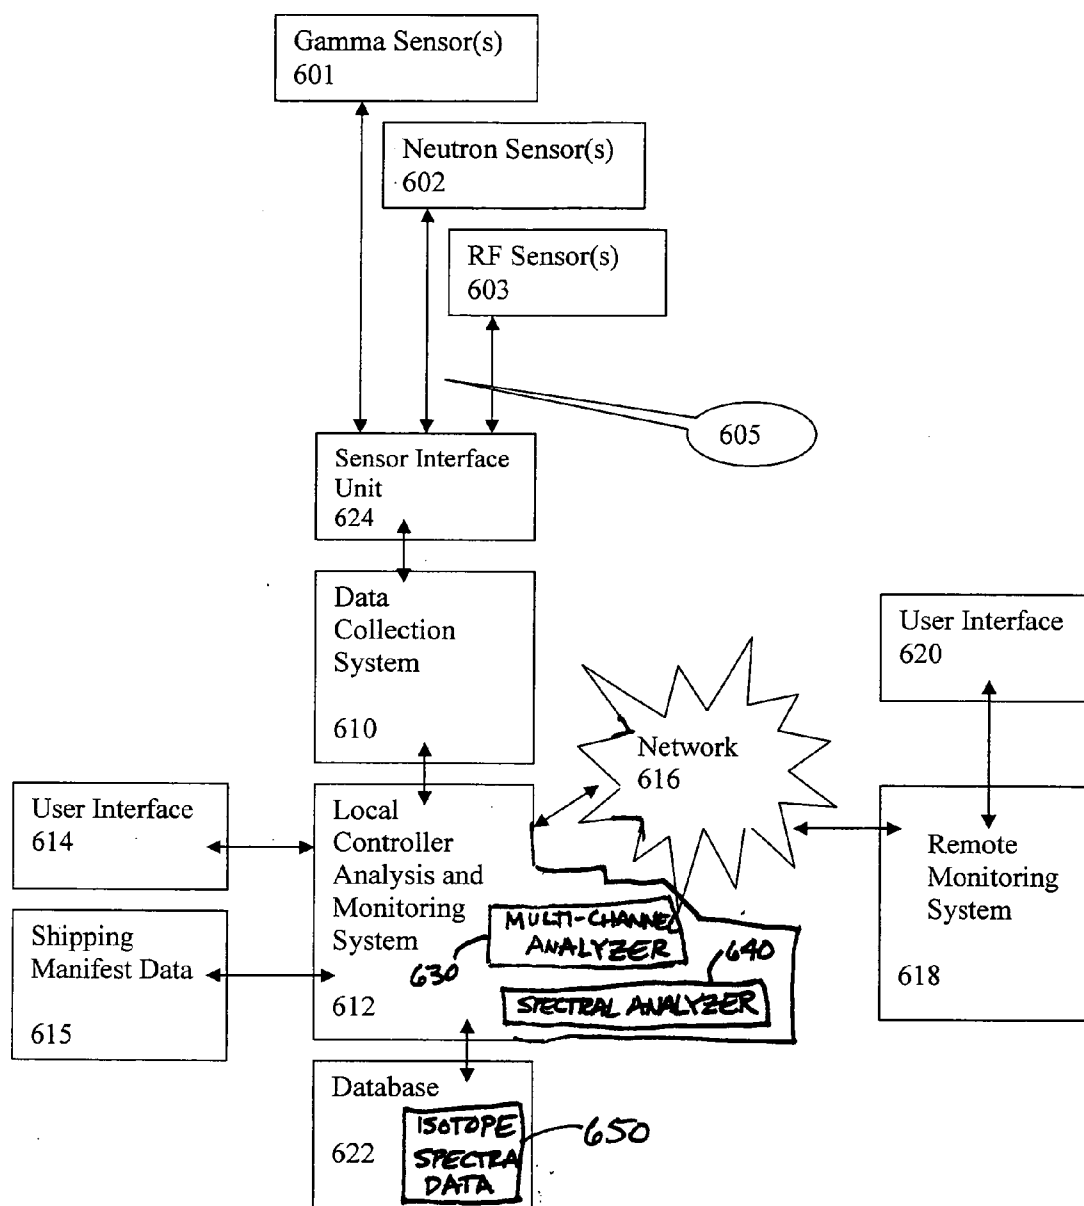 Gamma Sensor(s)
601
Neutron Sensor(s)
602
RF Sensor(s)
603
605
Sensor Interface
Unit
624
Data
Collection
System
610
User Interface
620
Network
616
User Interface
614
Local
Controller
Analysis and
Monitoring
System
612
MULTI-CHANNEL
ANALYZER
630
640
SPECTRAL ANALYZER
Remote
Monitoring
System
618
Shipping
Manifest Data
615
Database
622
ISOTOPE
SPECTRA
DATA
650